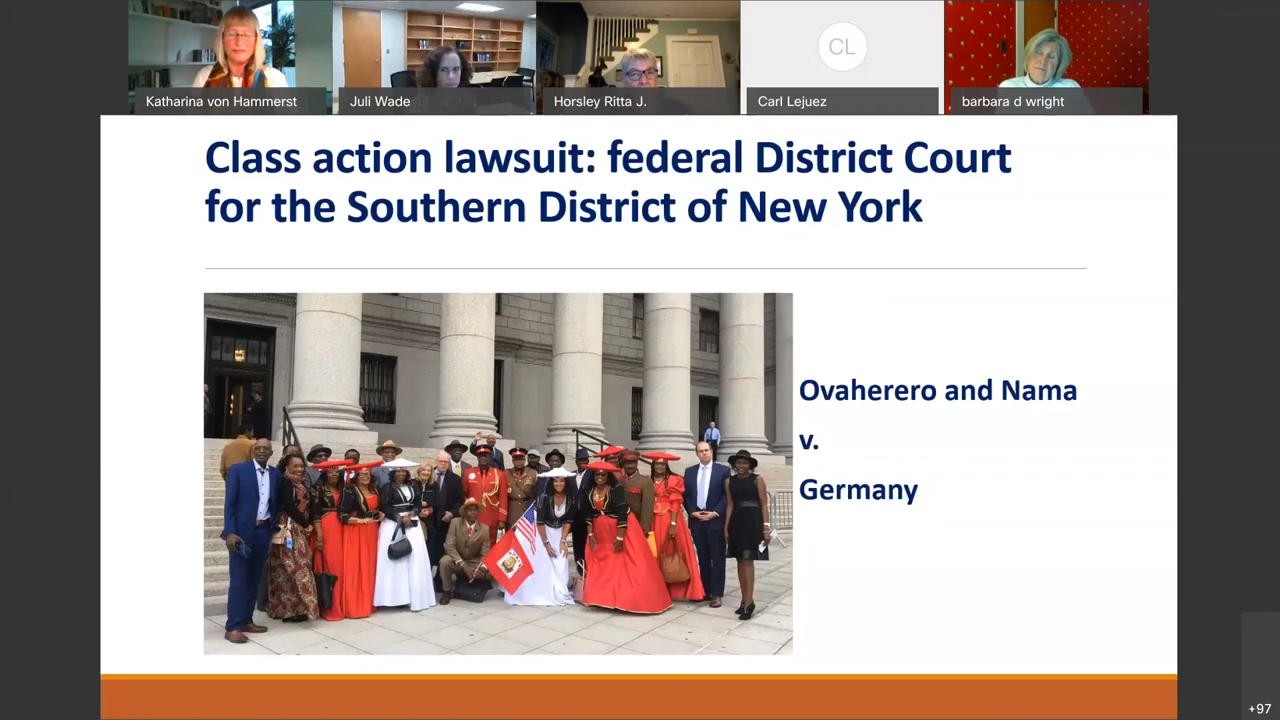 Katharina von Hammerst
Juli Wade
Horsley Ritta J.
CL
Carl Lejuez
barbara d wright
Class action lawsuit: federal District Court
for the Southern District of New York
Ovaherero and Nama
v.
Germany
+97